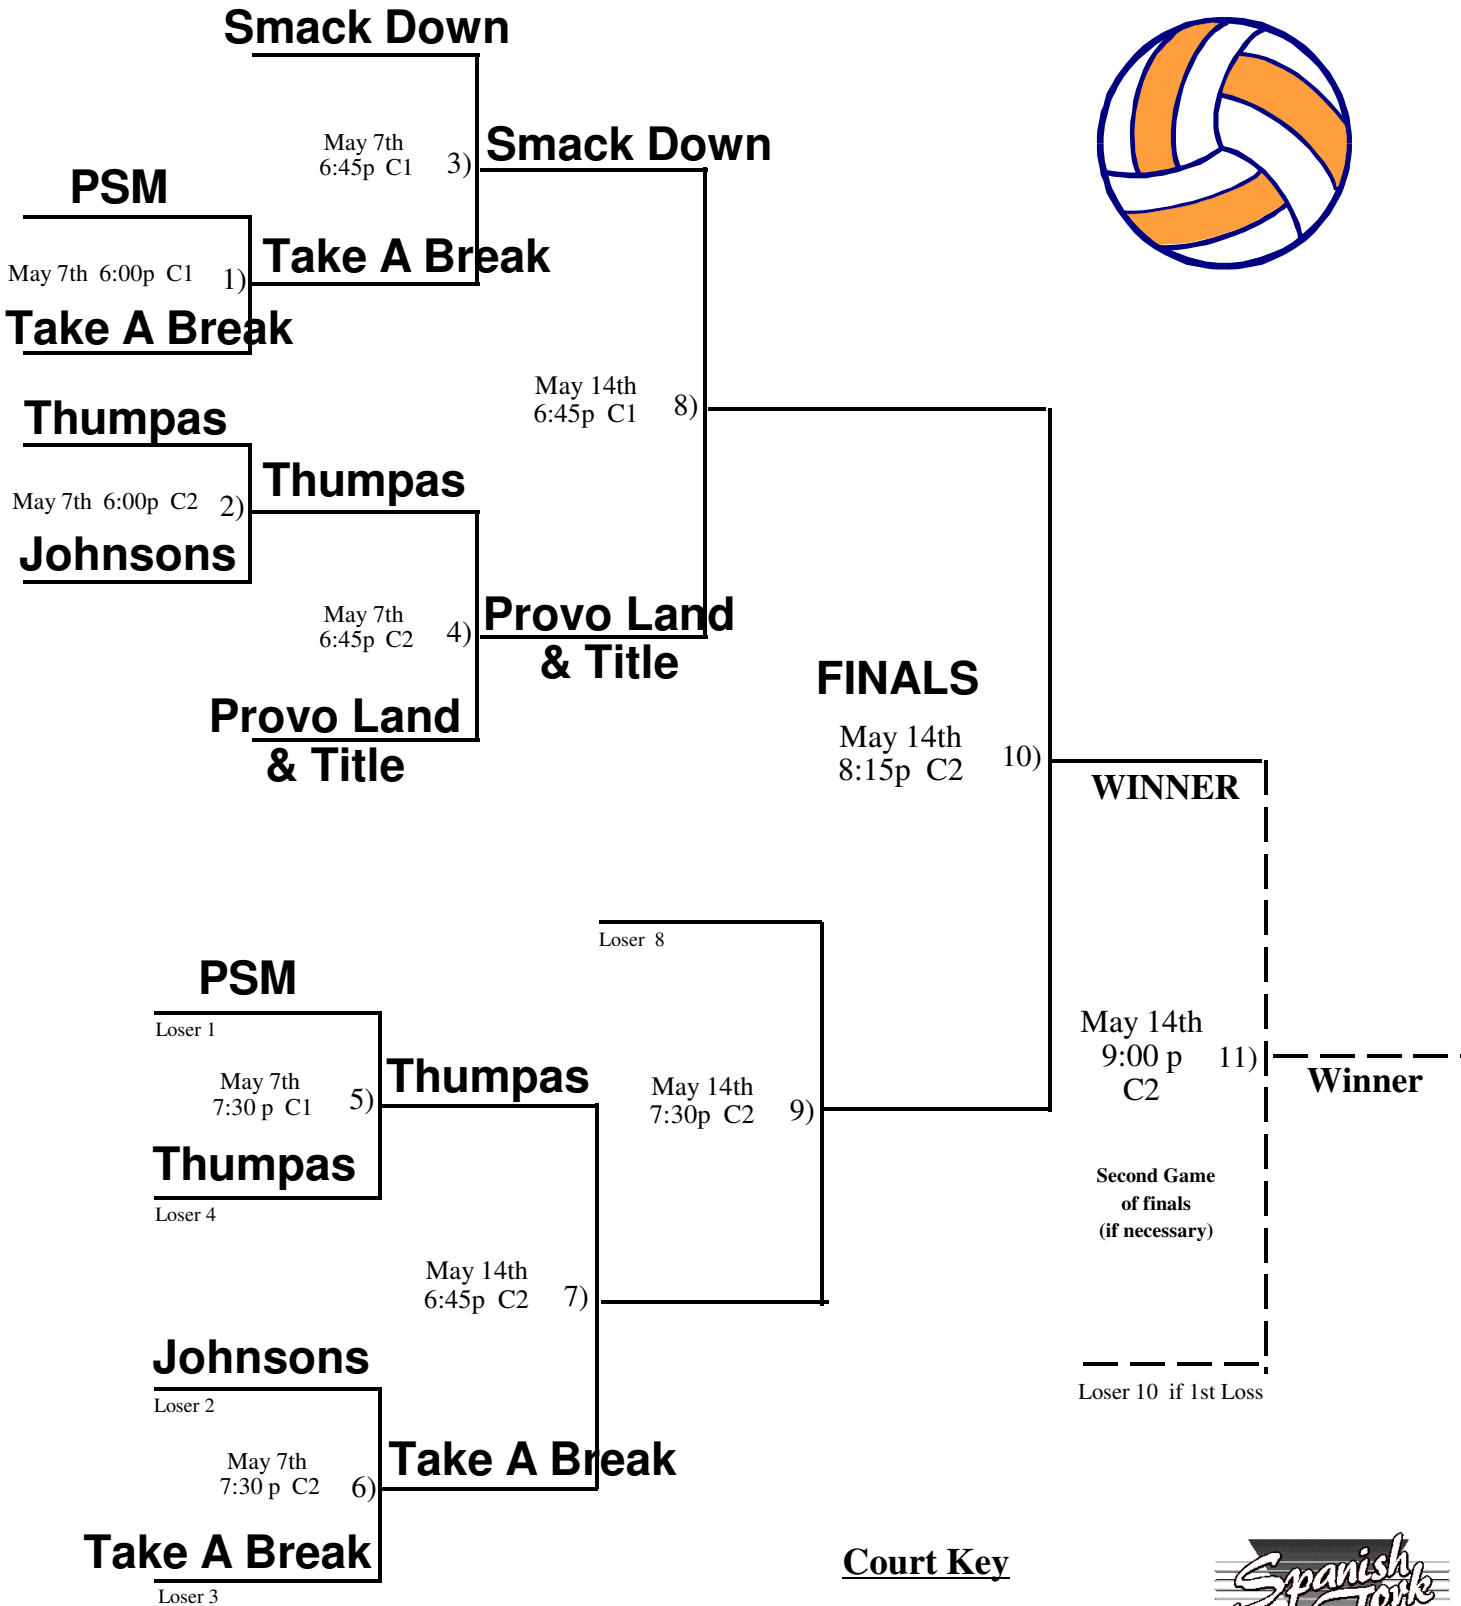 Smack Down
May 7th
6:45p C1 3)
Smack Down
PSM
May 7th 6:00p C1 1)
Take A Break
Take A Break
May 14th
6:45p C1 8)
Thumpas
May 7th 6:00p C2 2)
Thumpas
Johnsons
May 7th
6:45p C2 4)
Provo Land
& Title
Provo Land
& Title
FINALS
May 14th
8:15p C2 10)
WINNER
Loser 8
PSM
Loser 1
May 7th
7:30 p C1 5)
Thumpas
Thumpas
Loser 4
May 14th
7:30p C2 9)
May 14th
9:00 p
C2
11)
Winner
Second Game
of finals
(if necessary)
May 14th
6:45p C2 7)
Johnsons
Loser 2
May 7th
7:30 p C2 6)
Take A Break
Take A Break
Loser 3
Loser 10 if 1st Loss
Court Key
Spanish
Fork